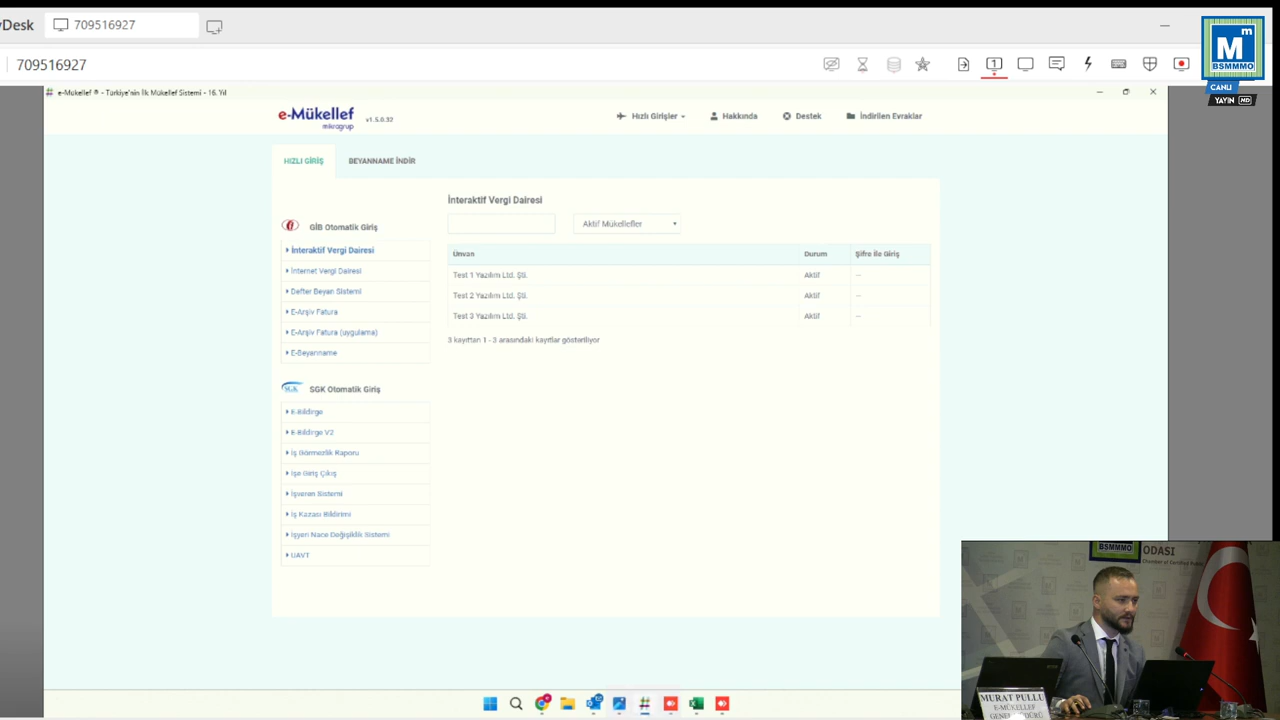 Desk
709516927
709516927
1
m
M
BSMMMO
CANLI
YAYIN HD
e-Mükellef ® - Türkiye'nin İlk Mükellef Sistemi - 16. Yıl
e-Mükellef
mikrogrup
v1.5.0.32
Hızlı Girişler
Hakkında
Destek
İndirilen Evraklar
HIZLI GİRİŞ
BEYANNAME İNDİR
GİB Otomatik Giriş
İnteraktif Vergi Dairesi
İnternet Vergi Dairesi
Defter Beyan Sistemi
E-Arşiv Fatura
E-Arşiv Fatura (uygulama)
E-Beyanname
SGK Otomatik Giriş
E-Bildirge
E-Bildirge V2
İş Görmezlik Raporu
İşe Giriş Çıkış
İşveren Sistemi
İş Kazası Bildirimi
İşyeri Nace Değişiklik Sistemi
UAVT
İnteraktif Vergi Dairesi
Aktif Mükellefler
Ünvan Durum Şifre İle Giriş
Test 1 Yazılım Ltd. Şti. Aktif --
Test 2 Yazılım Ltd. Şti. Aktif --
Test 3 Yazılım Ltd. Şti. Aktif --
3 kayıttan 1 - 3 arasındaki kayıtlar gösteriliyor
BSMMMO
ODASI
MURAT PULLU
E-MÜKELLEF